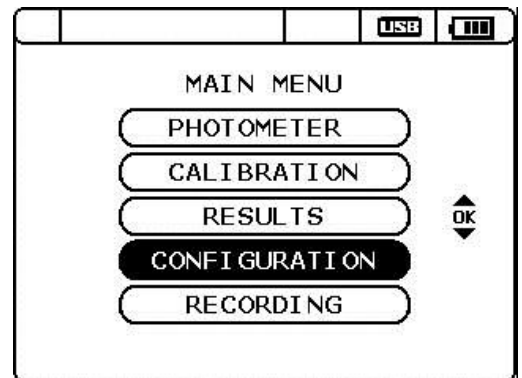 USB
MAIN MENU
PHOTOMETER
CALIBRATION
RESULTS
OK
CONFIGURATION
RECORDING